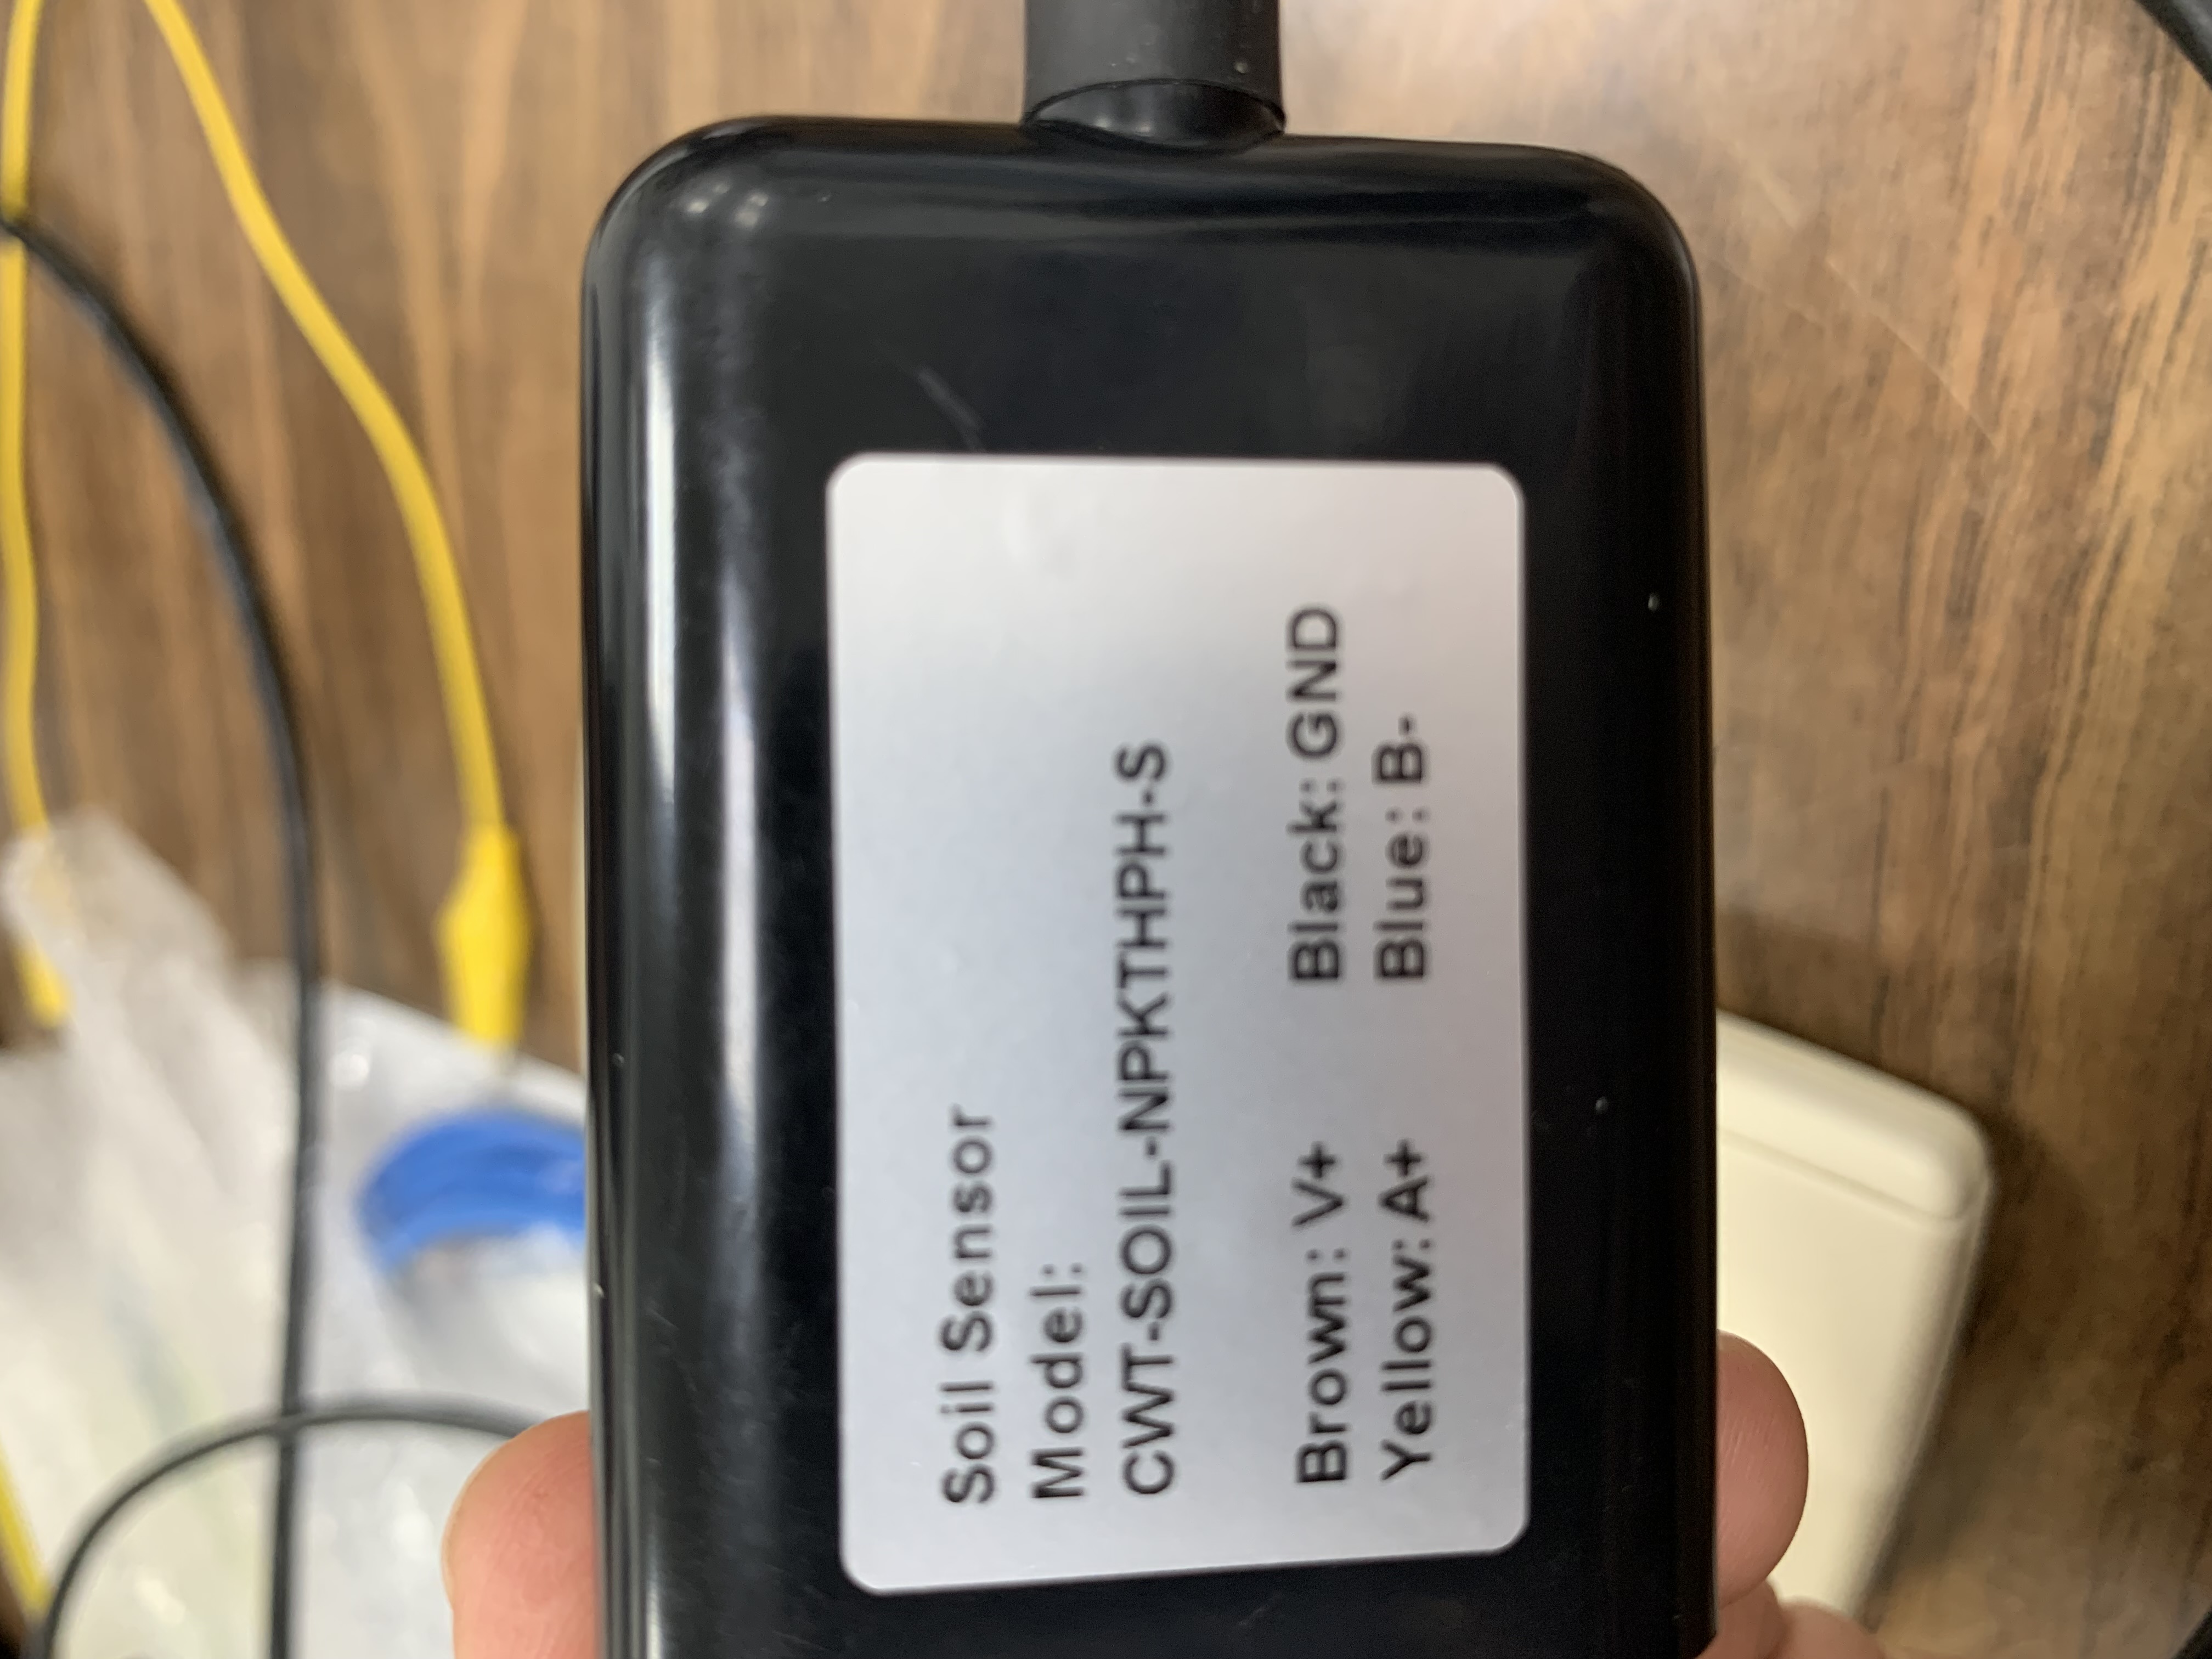 Soil Sensor
Model:
CWT-SOIL-NPKTHPH-S
Brown: V+ Black: GND
Yellow: A+ Blue: B-